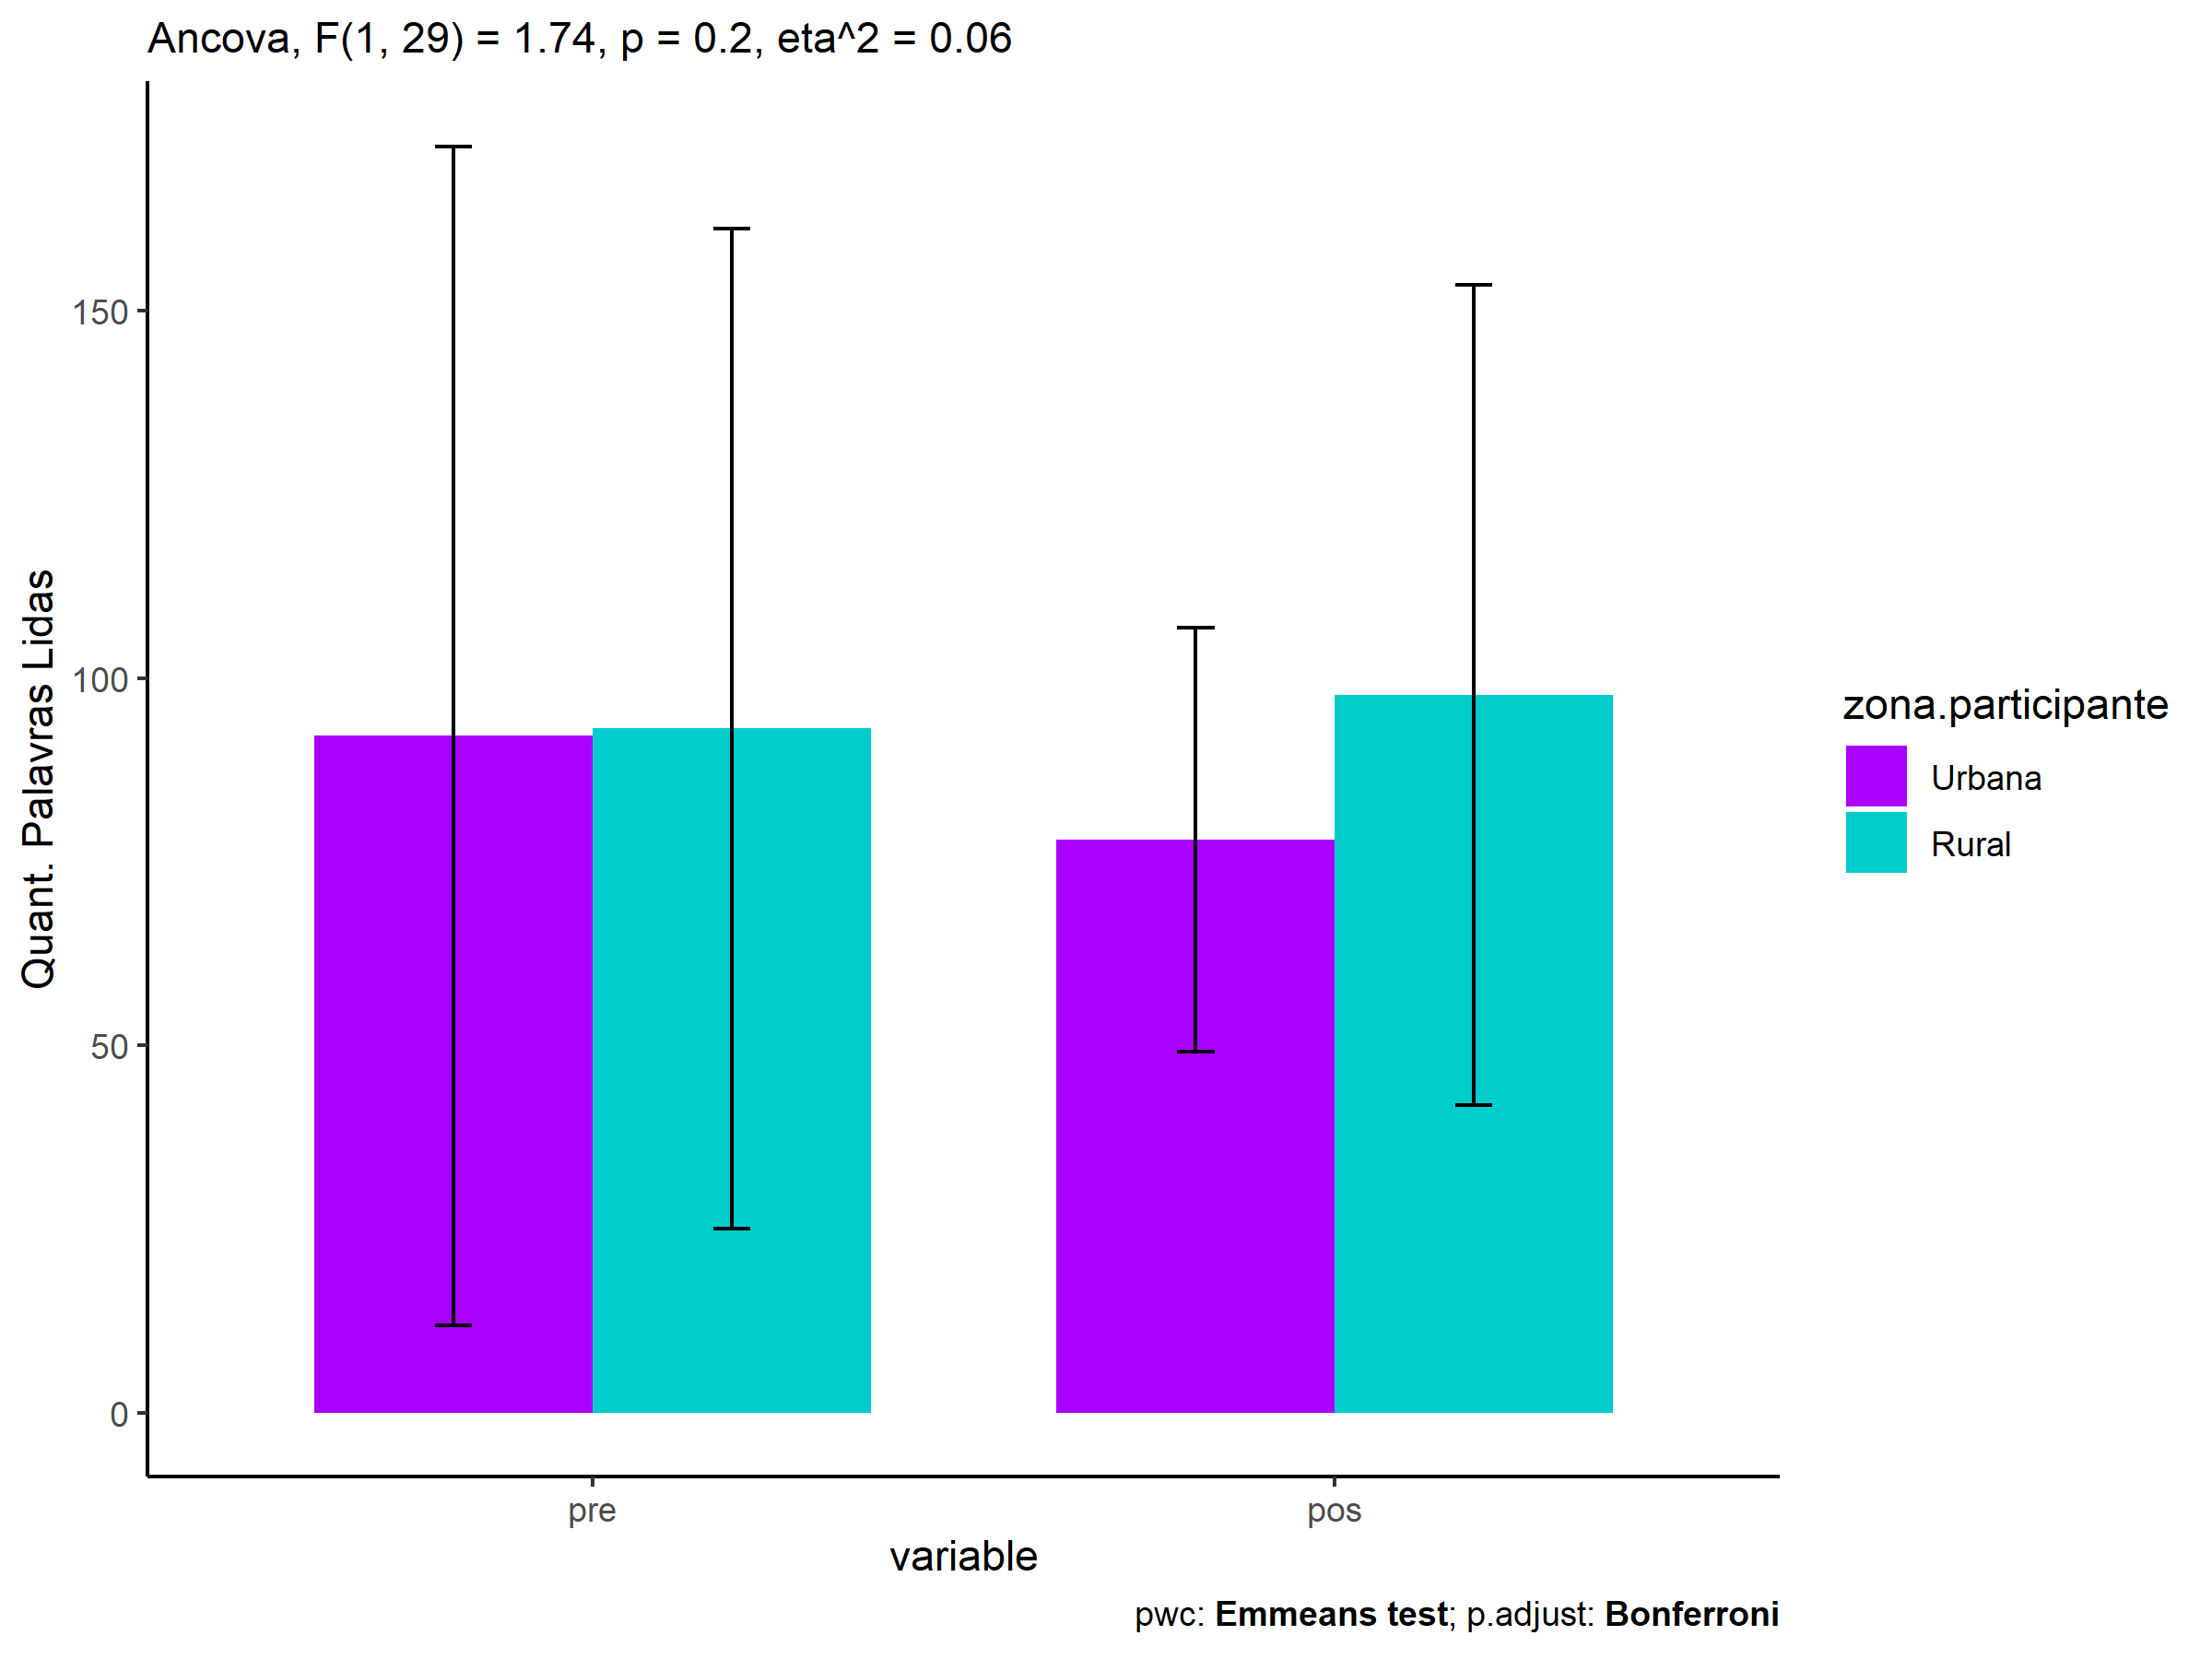 Ancova, F(1, 29) = 1.74, p = 0.2, eta^2 = 0.06
Quant. Palavras Lidas
150
100
50
0
pre
pos
variable
zona.participante
Urbana
Rural
pwc: Emmeans test; p.adjust: Bonferroni